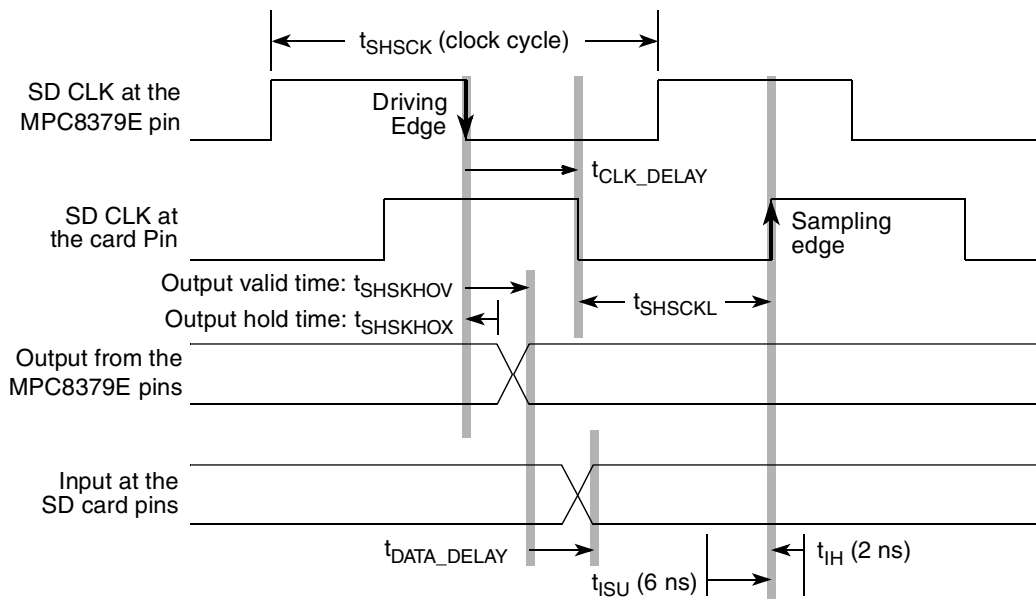 tSHSCK (clock cycle)
SD CLK at the
MPC8379E pin
Driving
Edge
tCLK_DELAY
SD CLK at
the card Pin
Sampling
edge
Output valid time: tSHSKHOV
tSHSCKL
Output hold time: tSHSKHOX
Output from the
MPC8379E pins
Input at the
SD card pins
tDATA_DELAY
tIH (2 ns)
tISU (6 ns)